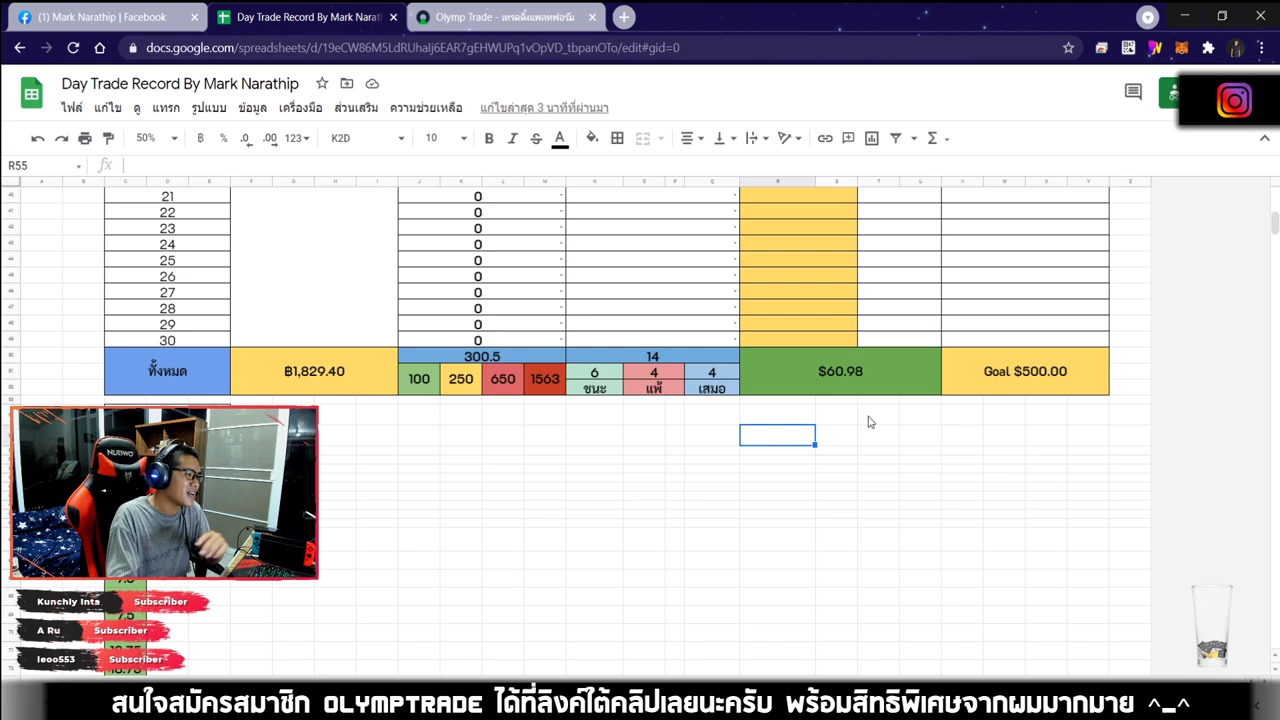 (1) Mark Narathip | Facebook
Day Trade Record By Mark Narat
Olymp Trade - เทรดดิ้งแพลทฟอร์ม
docs.google.com/spreadsheets/d/19eCW86M5LdRUhalj6EAR7gEHWUPq1vOpVD_tbpanOTo/edit#gid=0
Day Trade Record By Mark Narathip
ไฟล์ แก้ไข ดู แทรก รูปแบบ ข้อมูล เครื่องมือ ส่วนเสริม ความช่วยเหลือ แก้ไขล่าสุด 3 นาทีที่ผ่านมา
50% ฿ % .0 .00 123 K2D 10 B I S A Σ
R55 fx
21 0 - -
22 0 - -
23 0 - -
24 0 - -
25 0 - -
26 0 - -
27 0 - -
28 0 - -
29 0 - -
30 0 - -
ทั้งหมด ฿1,829.40 300.5 14 $60.98 Goal $500.00
100 250 650 1563 6 4 4
ชนะ แพ้ เสมอ
NUBWO
7.5
Kunchly Inta Subscriber
7.5
A Ru Subscriber
leoo553 Subscriber
18.75
สนใจสมัครสมาชิก OLYMPTRADE ได้ที่ลิงค์ใต้คลิปเลยนะครับ พร้อมสิทธิพิเศษจากผมมากมาย ^_^